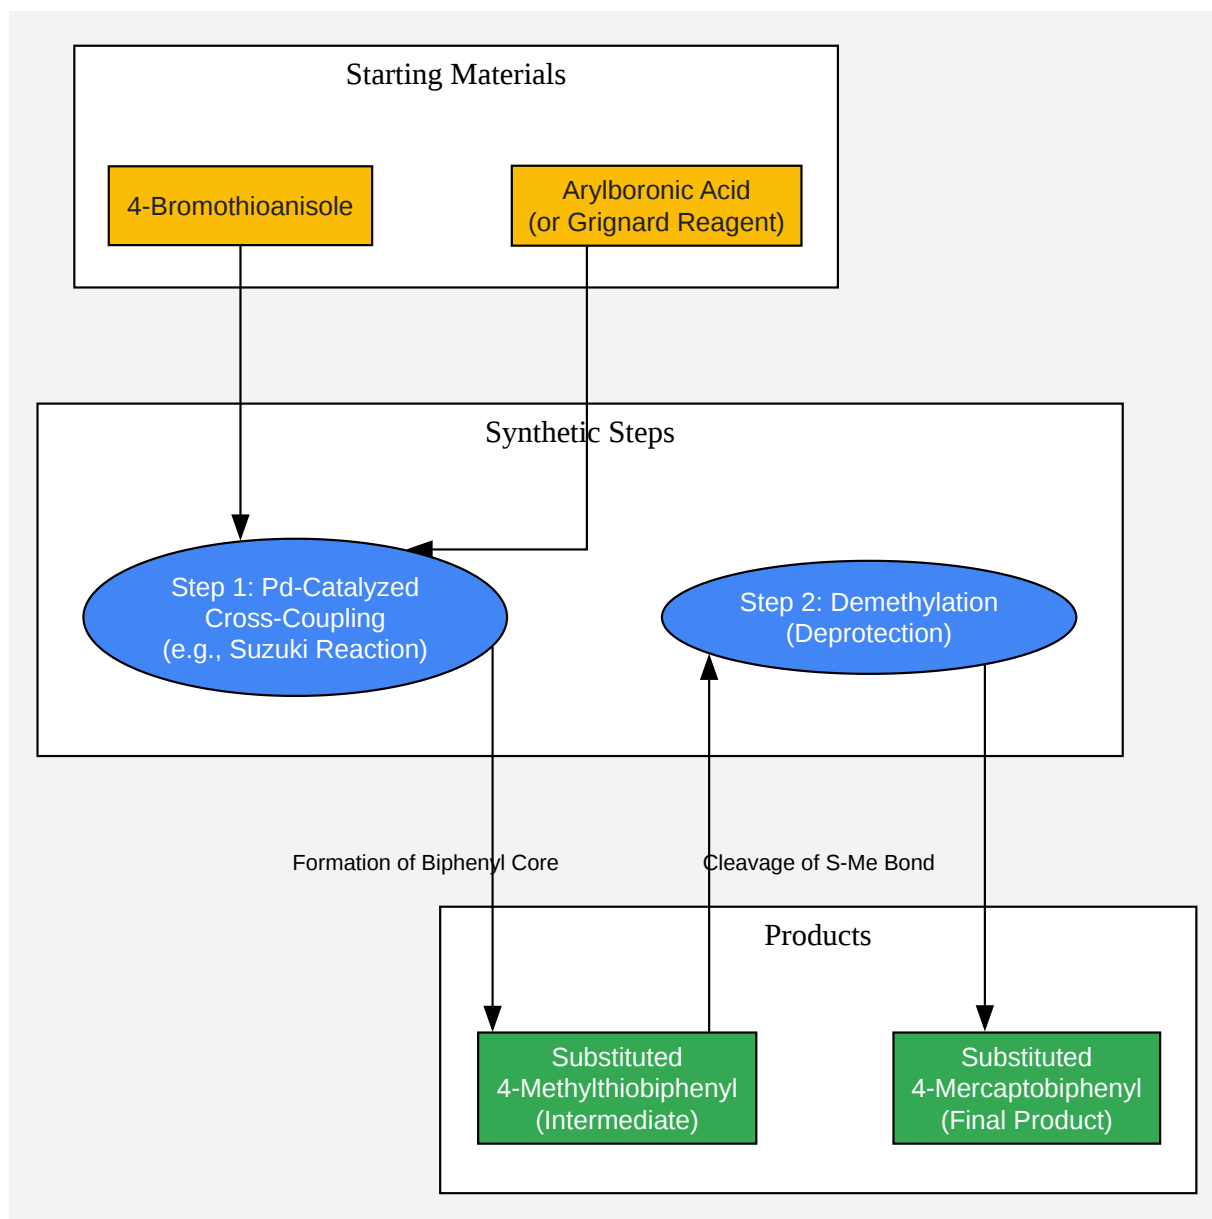 Starting Materials
4-Bromothioanisole
Arylboronic Acid
(or Grignard Reagent)
Synthetic Steps
Step 1: Pd-Catalyzed
Cross-Coupling
(e.g., Suzuki Reaction)
Step 2: Demethylation
(Deprotection)
Formation of Biphenyl Core
Cleavage of S-Me Bond
Products
Substituted
4-Methylthiobiphenyl
(Intermediate)
Substituted
4-Mercaptobiphenyl
(Final Product)